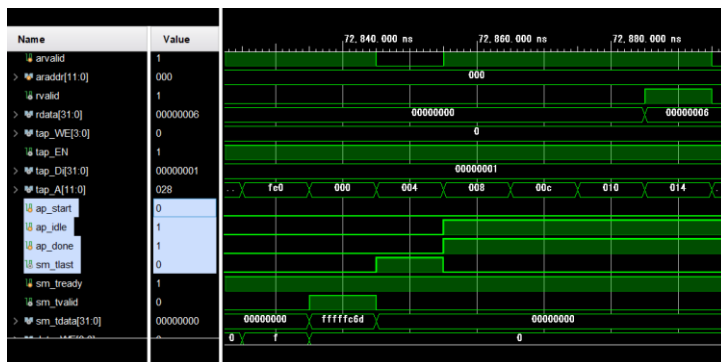 Name Value 72,840.000 ns 72,860.000 ns 72,880.000 ns
arvalid 1
araddr[11:0] 000 000
rvalid 1
rdata[31:0] 00000006 00000000 00000006
tap_WE[3:0] 0 0
tap_EN 1
tap_Di[31:0] 00000001 00000001
tap_A[11:0] 028 .. fe0 000 004 008 00c 010 014 .
ap_start 0
ap_idle 1
ap_done 1
sm_tlast 0
sm_tready 1
sm_tvalid 0
sm_tdata[31:0] 00000000 00000000 fffffc6d 00000000
0 f 0